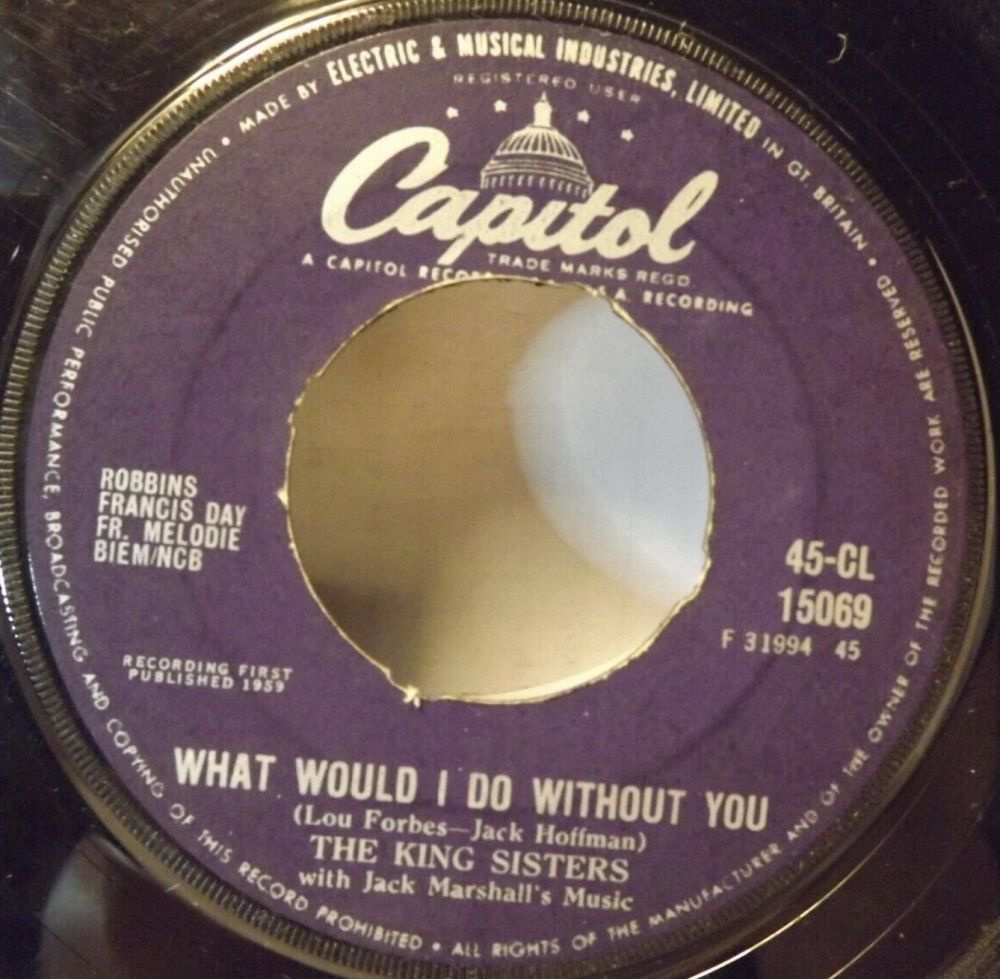 MADE BY ELECTRIC & MUSICAL INDUSTRIES, LIMITED IN GT. BRITAIN •
REGISTERED USER
Capitol
TRADE MARKS REGD
A CAPITOL U.S.A. RECORDING
ROBBINS
FRANCIS DAY
FR. MELODIE
BIEM/NCB
45-CL
15069
F 31994 45
RECORDING FIRST
PUBLISHED 1959
WHAT WOULD I DO WITHOUT YOU
(Lou Forbes—Jack Hoffman)
THE KING SISTERS
with Jack Marshall's Music
ALL RIGHTS OF THE MANUFACTURER AND OF THE OWNER OF THE RECORDED WORK ARE RESERVED •
UNAUTHORISED PUBLIC PERFORMANCE, BROADCASTING AND COPYING OF THIS RECORD PROHIBITED •